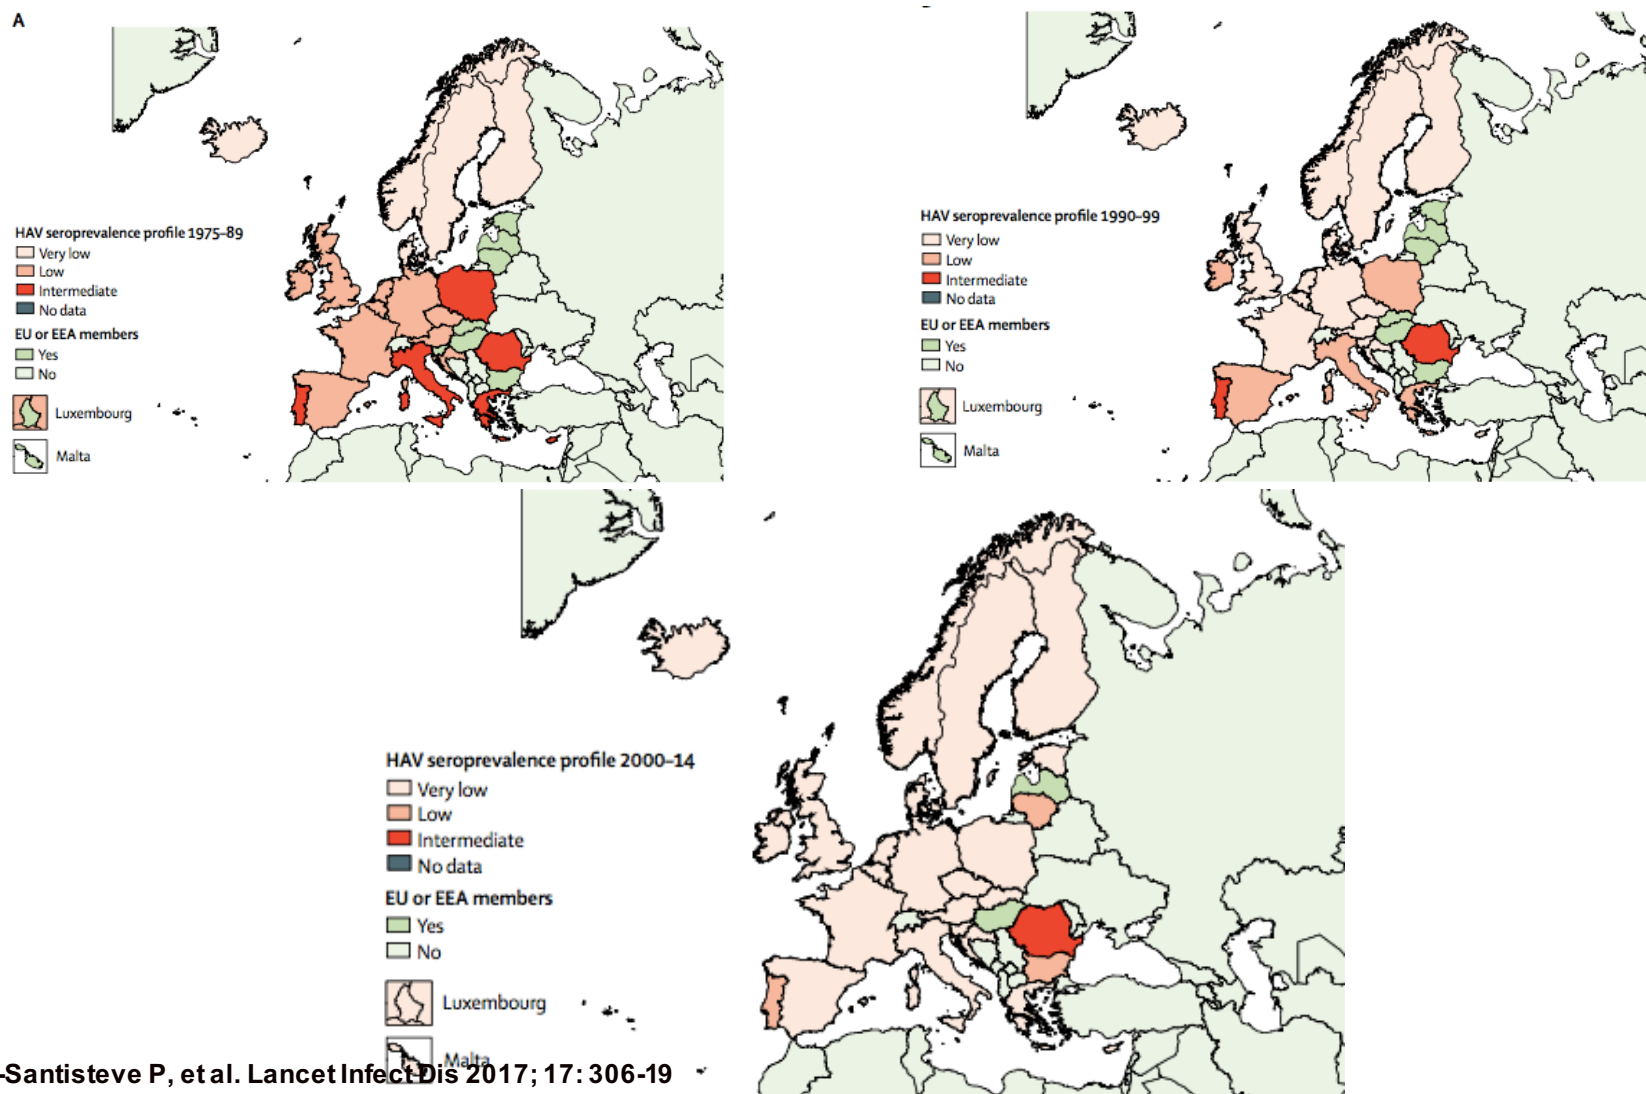 A
HAV seroprevalence profile 1975–89
Very low
Low
Intermediate
No data
EU or EEA members
Yes
No
Luxembourg
Malta
HAV seroprevalence profile 1990–99
Very low
Low
Intermediate
No data
EU or EEA members
Yes
No
Luxembourg
Malta
HAV seroprevalence profile 2000–14
Very low
Low
Intermediate
No data
EU or EEA members
Yes
No
Luxembourg
Malta
-Santisteve P, et al. Lancet Infect Dis 2017; 17: 306-19